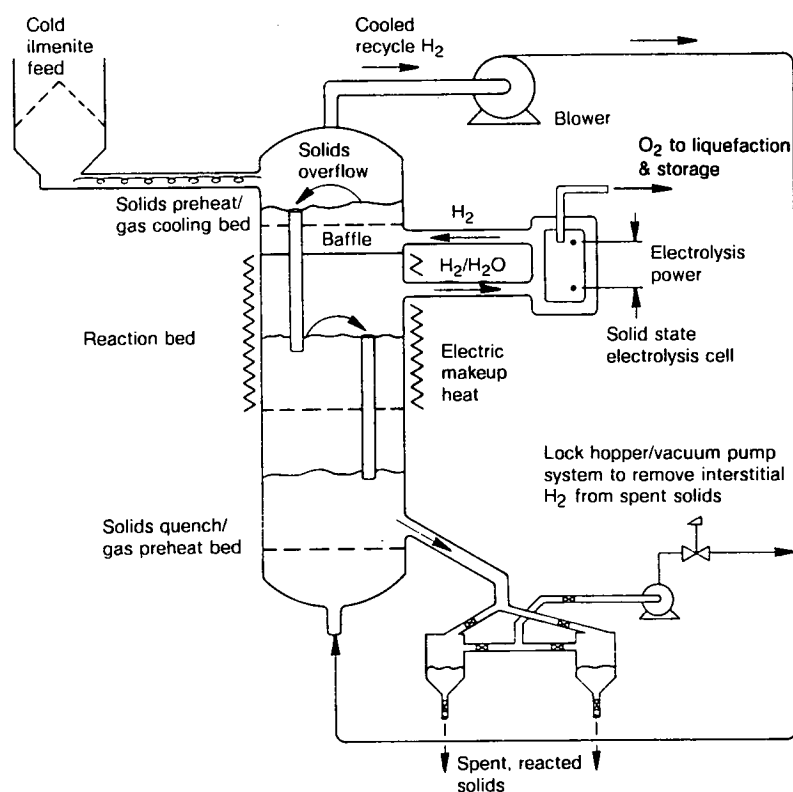 Cold
ilmenite
feed
Cooled
recycle H₂
Blower
O₂ to liquefaction
& storage
Solids
overflow
Solids preheat/
gas cooling bed
H₂
Baffle
H₂/H₂O
Electrolysis
power
Reaction bed
Electric
makeup
heat
Solid state
electrolysis cell
Lock hopper/vacuum pump
system to remove interstitial
H₂ from spent solids
Solids quench/
gas preheat bed
Spent, reacted
solids